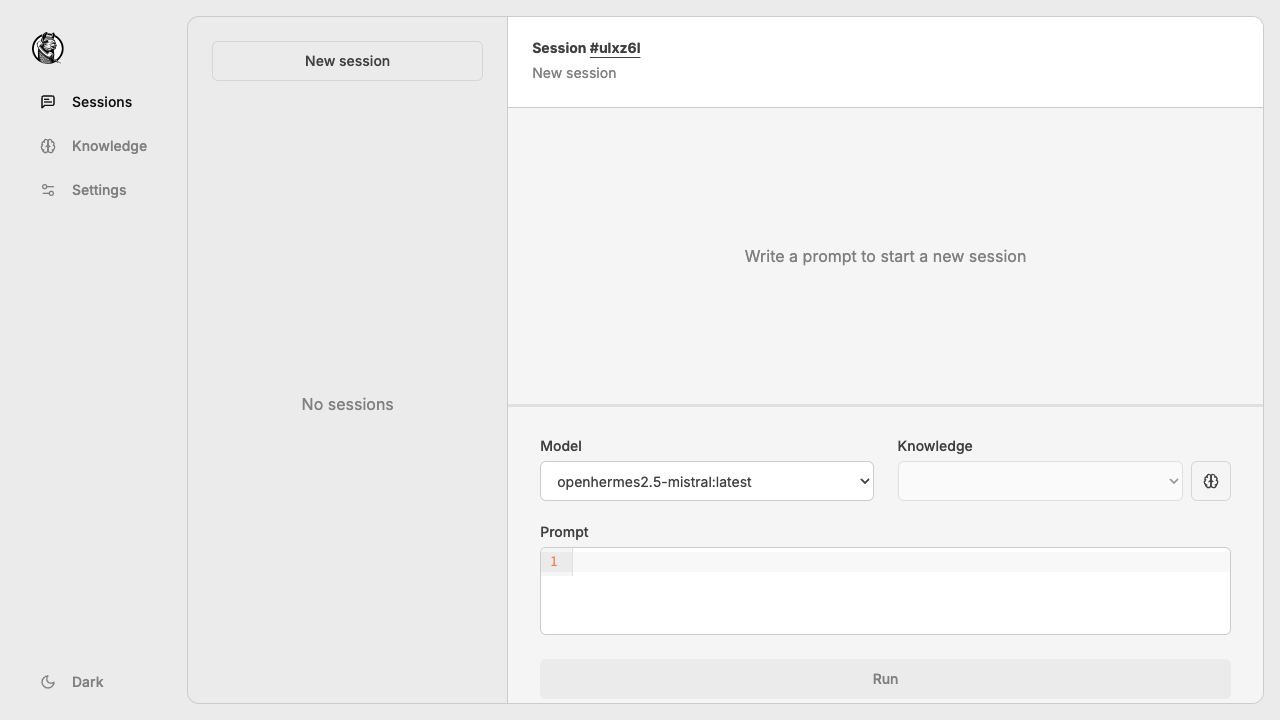 Sessions
Knowledge
Settings
Dark
New session
No sessions
Session #ulxz6l
New session
Write a prompt to start a new session
Model
Knowledge
openhermes2.5-mistral:latest
Prompt
1
Run